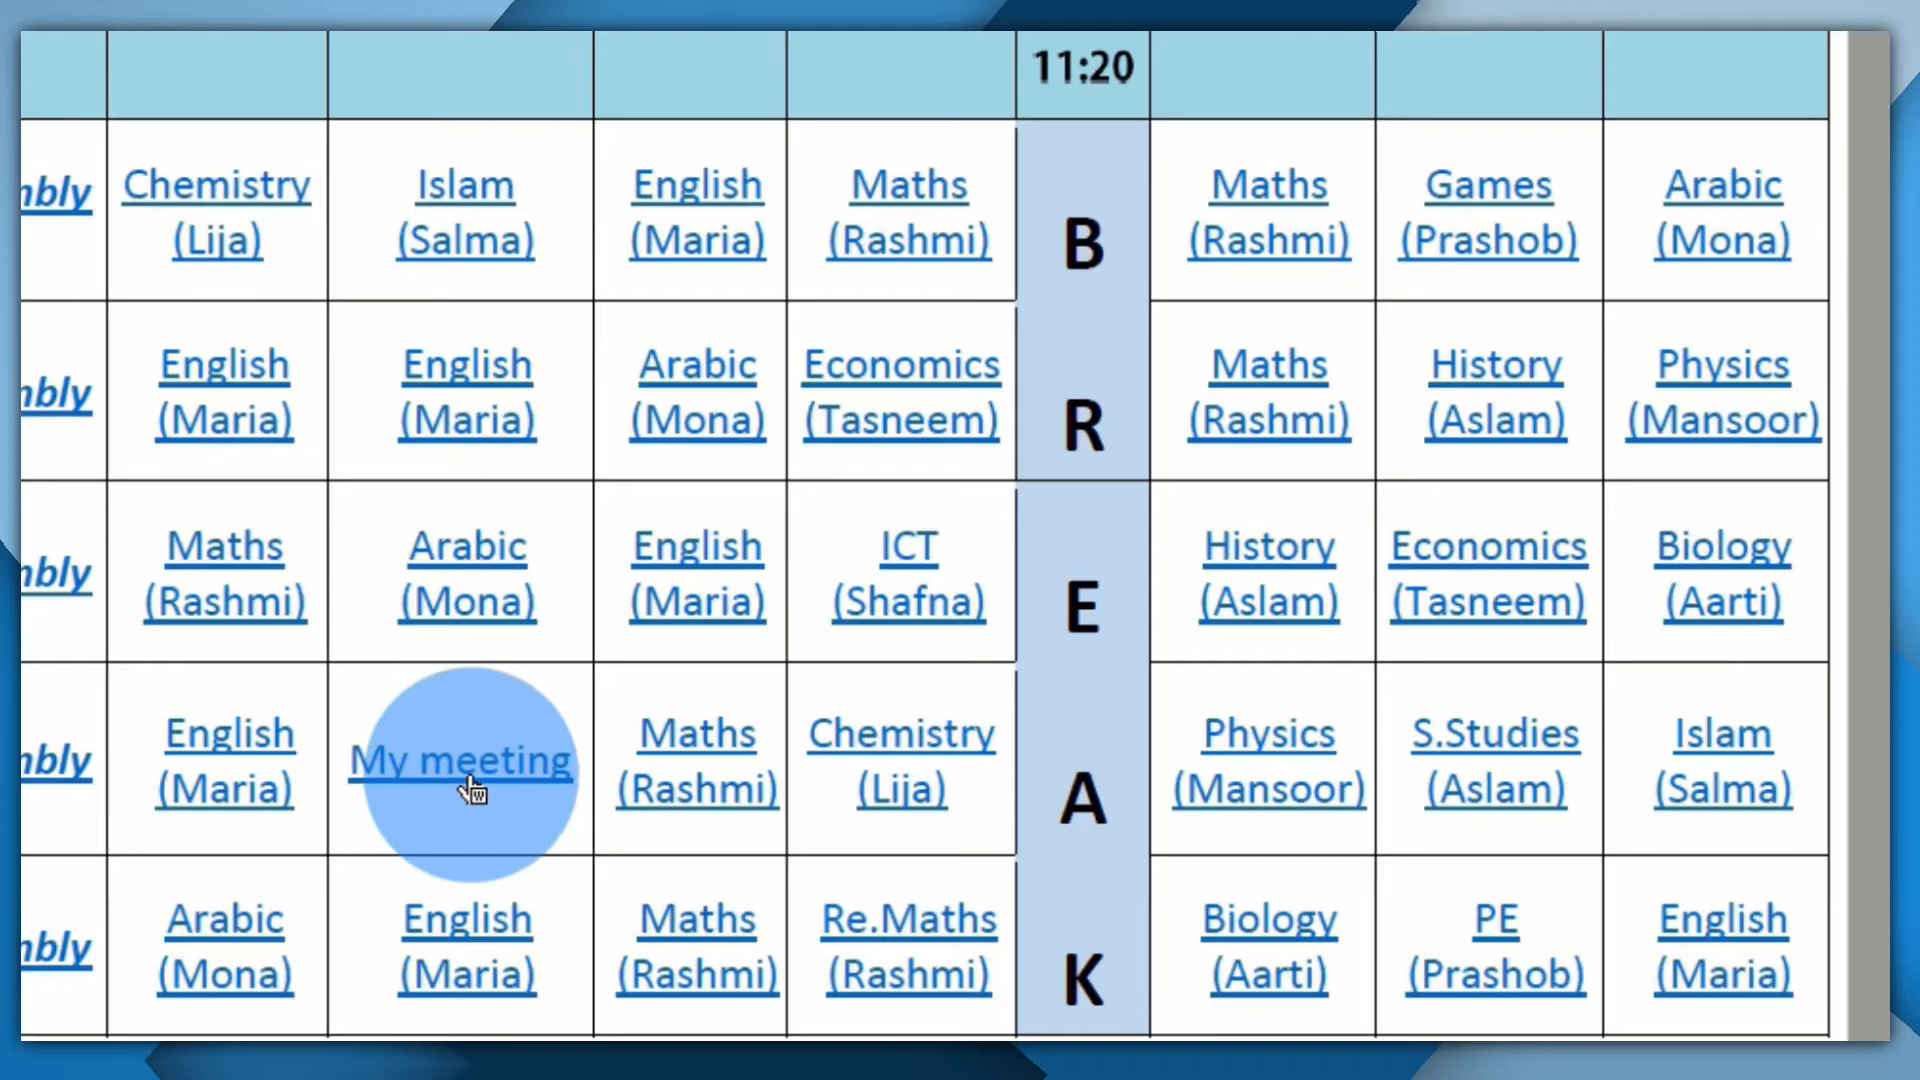 11:20
mbly Chemistry Islam English Maths Maths Games Arabic
(Lija) (Salma) (Maria) (Rashmi) B (Rashmi) (Prashob) (Mona)
mbly English English Arabic Economics Maths History Physics
(Maria) (Maria) (Mona) (Tasneem) R (Rashmi) (Aslam) (Mansoor)
mbly Maths Arabic English ICT History Economics Biology
(Rashmi) (Mona) (Maria) (Shafna) E (Aslam) (Tasneem) (Aarti)
mbly English My meeting Maths Chemistry Physics S.Studies Islam
(Maria) (Rashmi) (Lija) A (Mansoor) (Aslam) (Salma)
mbly Arabic English Maths Re.Maths Biology PE English
(Mona) (Maria) (Rashmi) (Rashmi) K (Aarti) (Prashob) (Maria)